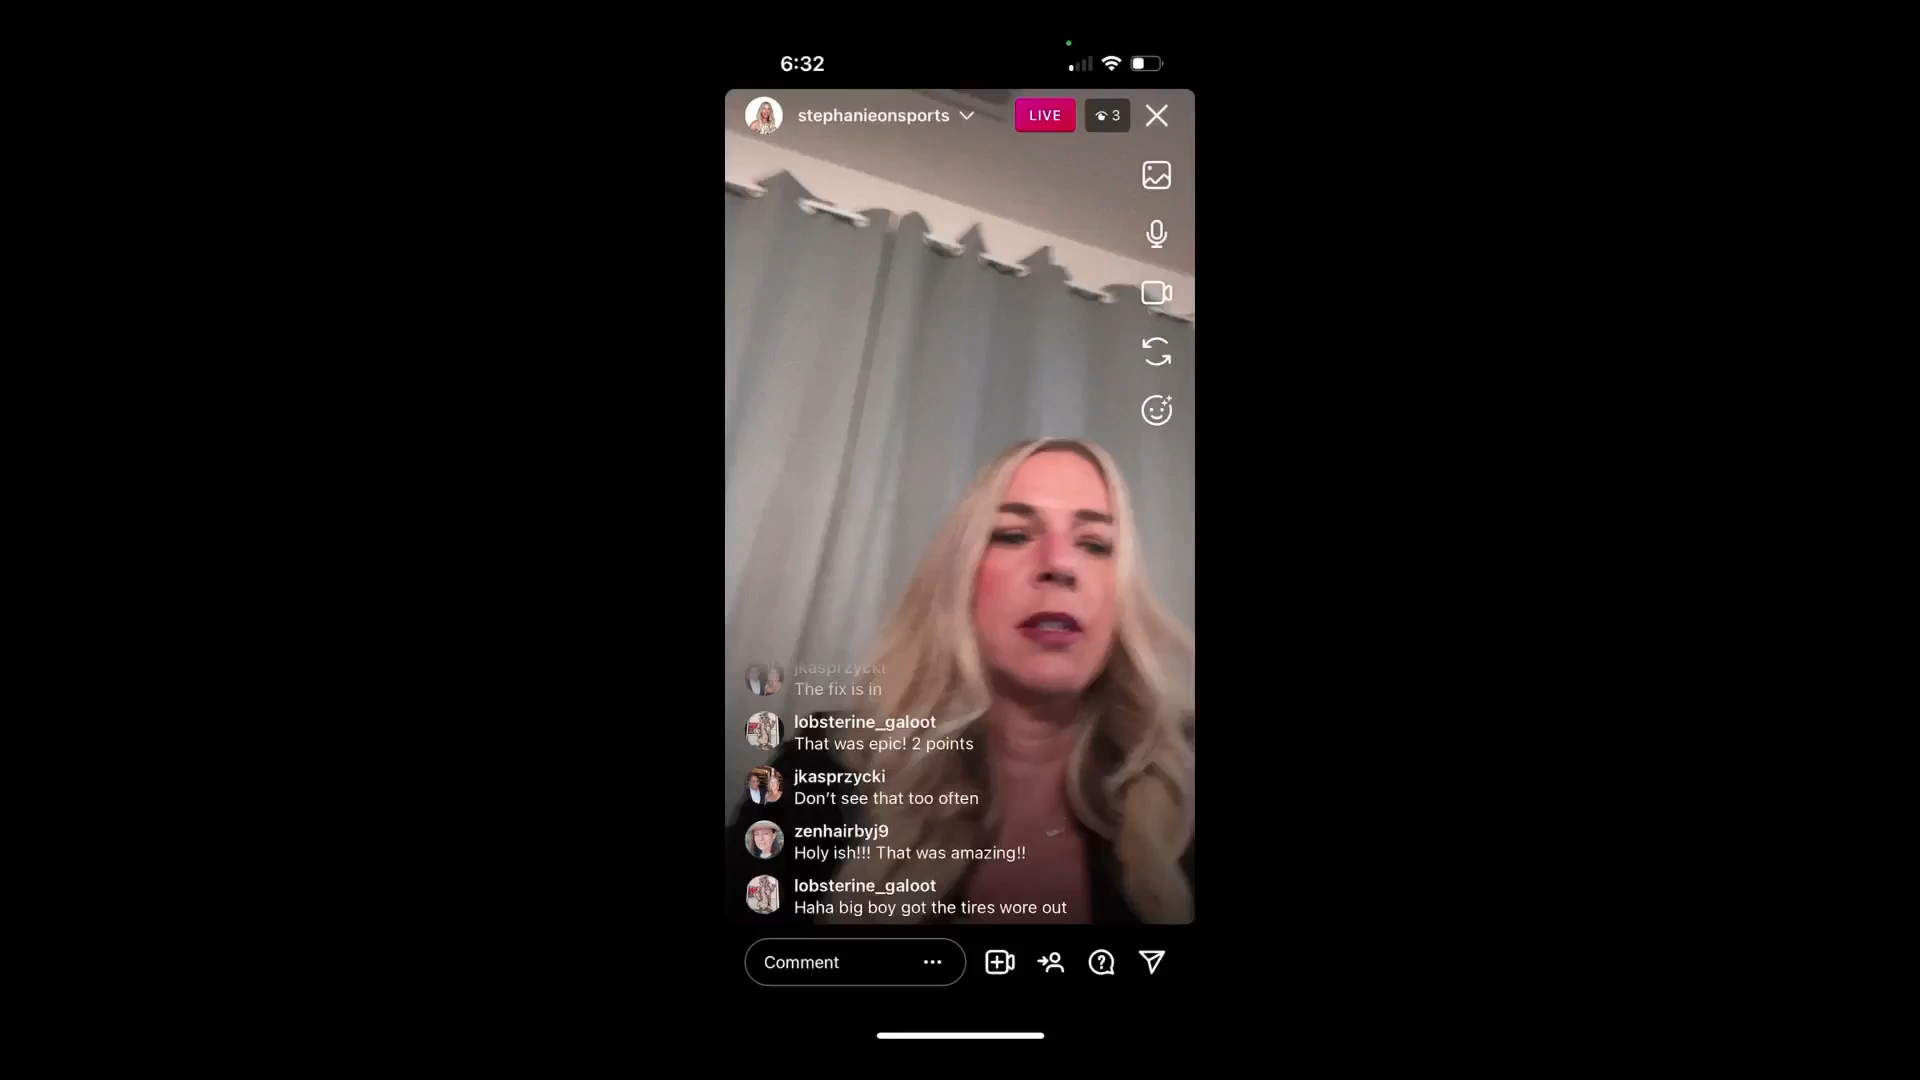 6:32
stephanieonsports
LIVE
3
jkasprzycki
The fix is in
lobsterine_galoot
That was epic! 2 points
jkasprzycki
Don't see that too often
zenhairbyj9
Holy ish!!! That was amazing!!
lobsterine_galoot
Haha big boy got the tires wore out
Comment